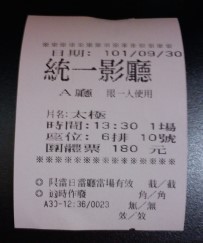 日期: 101/09/30
統一影廳
A廳 限一人使用
片名:太極
時間:13:30 1場
座位:6排 10號
團體票 180 元
◎ 限當日當廳當場有效
◎ 逾時作廢
A33-12:36/0023